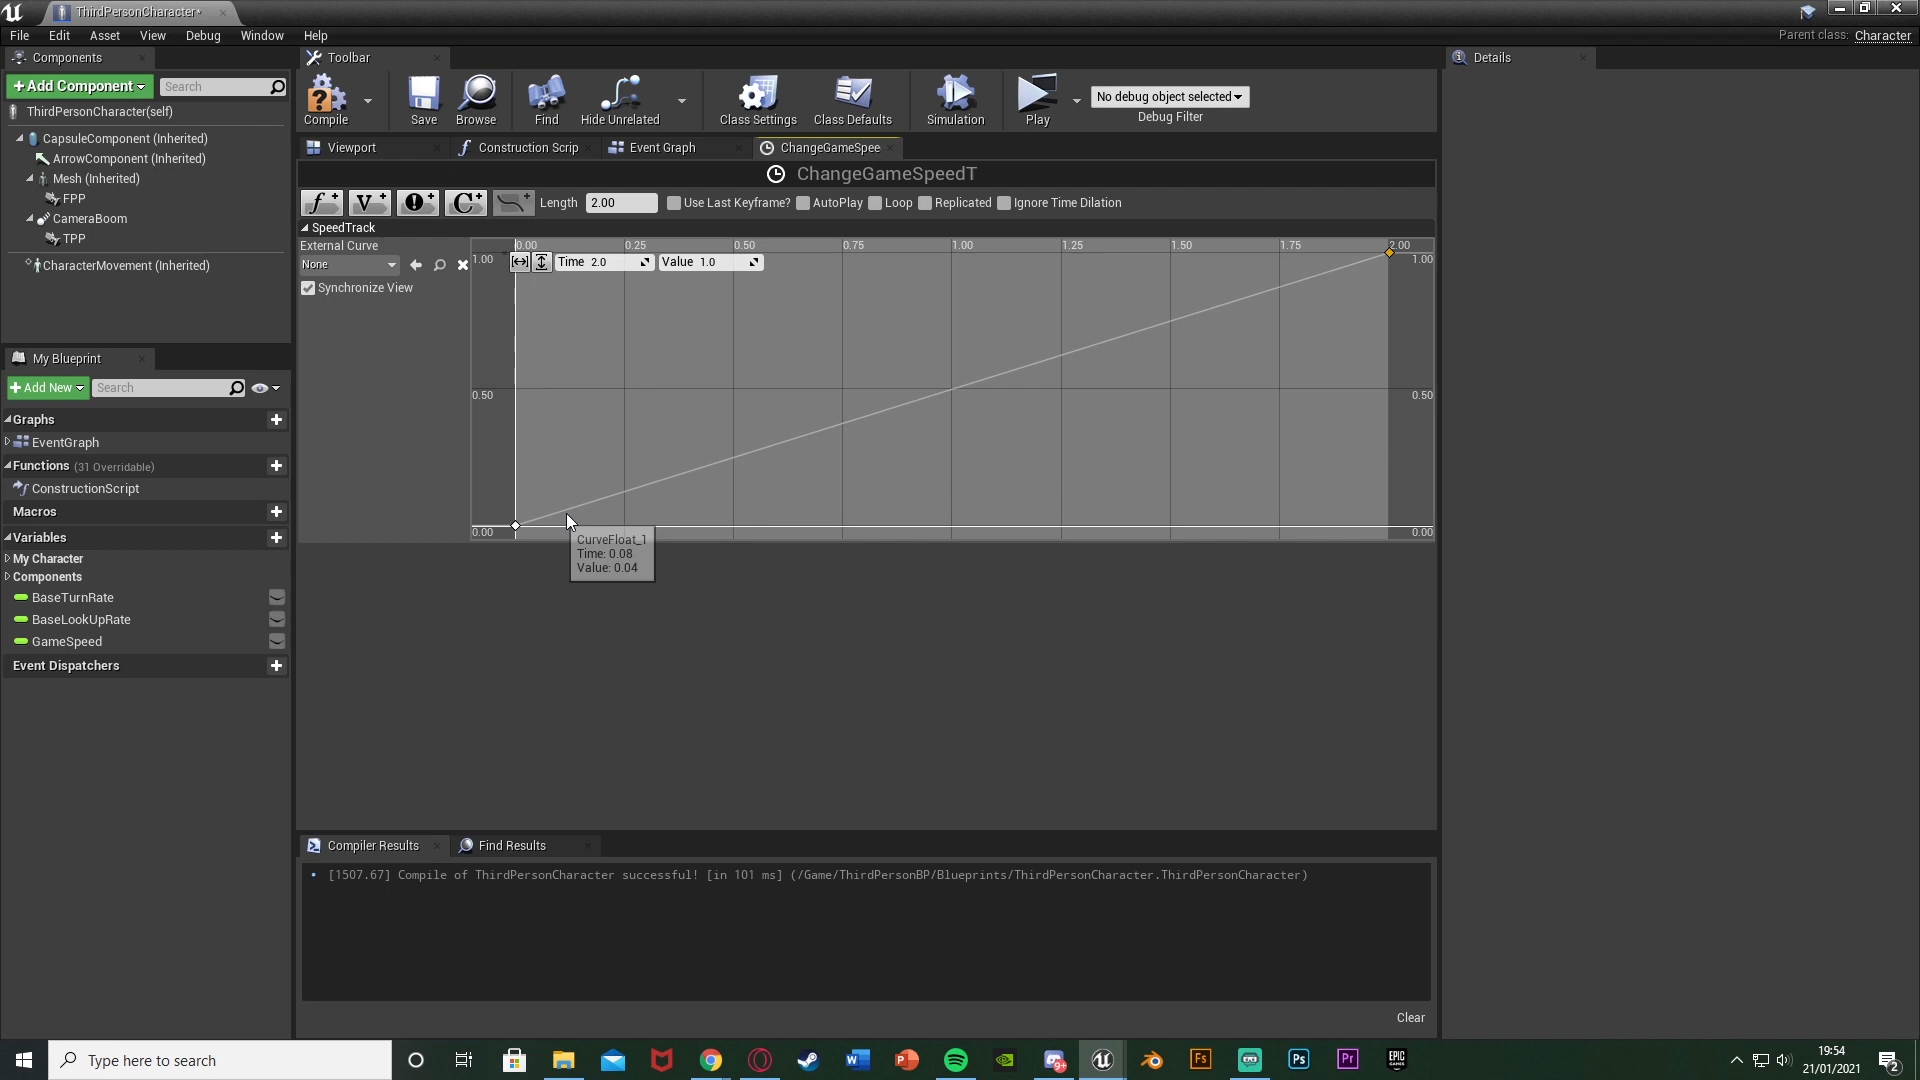 ThirdPersonCharacter*
File Edit Asset View Debug Window Help
Parent class: Character
Components
Toolbar
Details
+ Add Component
Search
ThirdPersonCharacter(self)
CapsuleComponent (Inherited)
ArrowComponent (Inherited)
Mesh (Inherited)
FPP
CameraBoom
TPP
CharacterMovement (Inherited)
Compile
Save
Browse
Find
Hide Unrelated
Class Settings
Class Defaults
Simulation
Play
No debug object selected
Debug Filter
Viewport
Construction Scrip
Event Graph
ChangeGameSpee
ChangeGameSpeedT
Length 2.00 Use Last Keyframe? AutoPlay Loop Replicated Ignore Time Dilation
SpeedTrack
External Curve
None
Synchronize View
0.00 0.25 0.50 0.75 1.00 1.25 1.50 1.75 2.00
1.00 Time 2.0 Value 1.0 1.00
0.50 0.50
0.00 0.00
CurveFloat_1
Time: 0.08
Value: 0.04
My Blueprint
+ Add New
Search
Graphs
EventGraph
Functions (31 Overridable)
ConstructionScript
Macros
Variables
My Character
Components
BaseTurnRate
BaseLookUpRate
GameSpeed
Event Dispatchers
Compiler Results
Find Results
[1507.67] Compile of ThirdPersonCharacter successful! [in 101 ms] (/Game/ThirdPersonBP/Blueprints/ThirdPersonCharacter.ThirdPersonCharacter)
Clear
Type here to search
19:54
21/01/2021